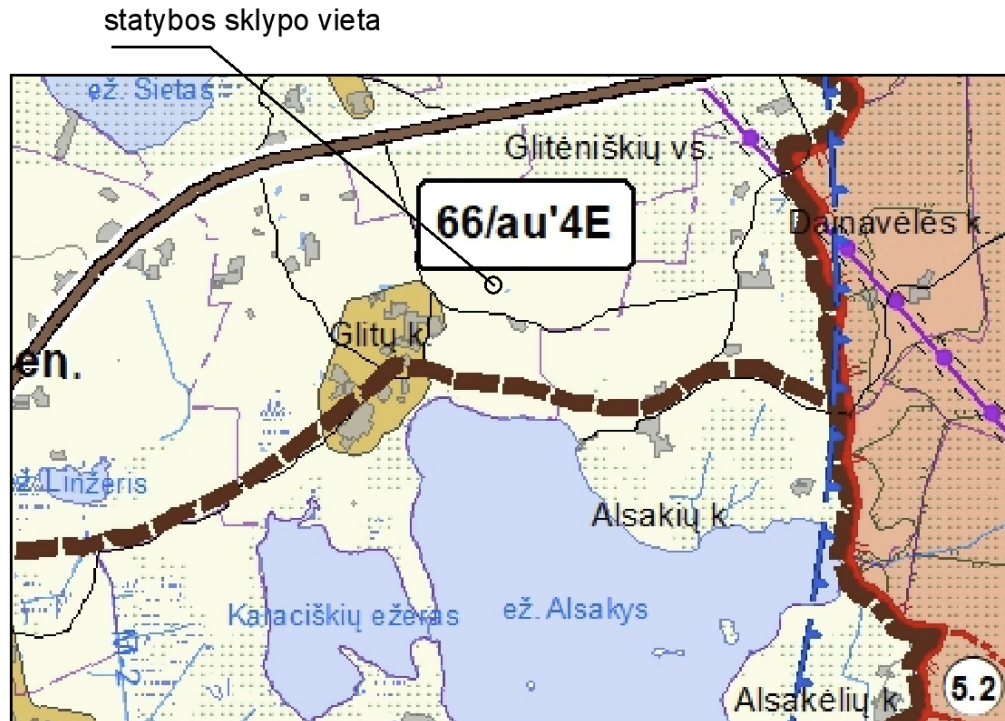 statybos sklypo vieta
ež. Sietas
Glitėniškių vs.
66/au'4E
Dainavėlės k.
Glitų k.
en.
ež. Linžeris
Alsakių k.
Karaciškių ežeras
ež. Alsakys
Alsakėlių k.
5.2